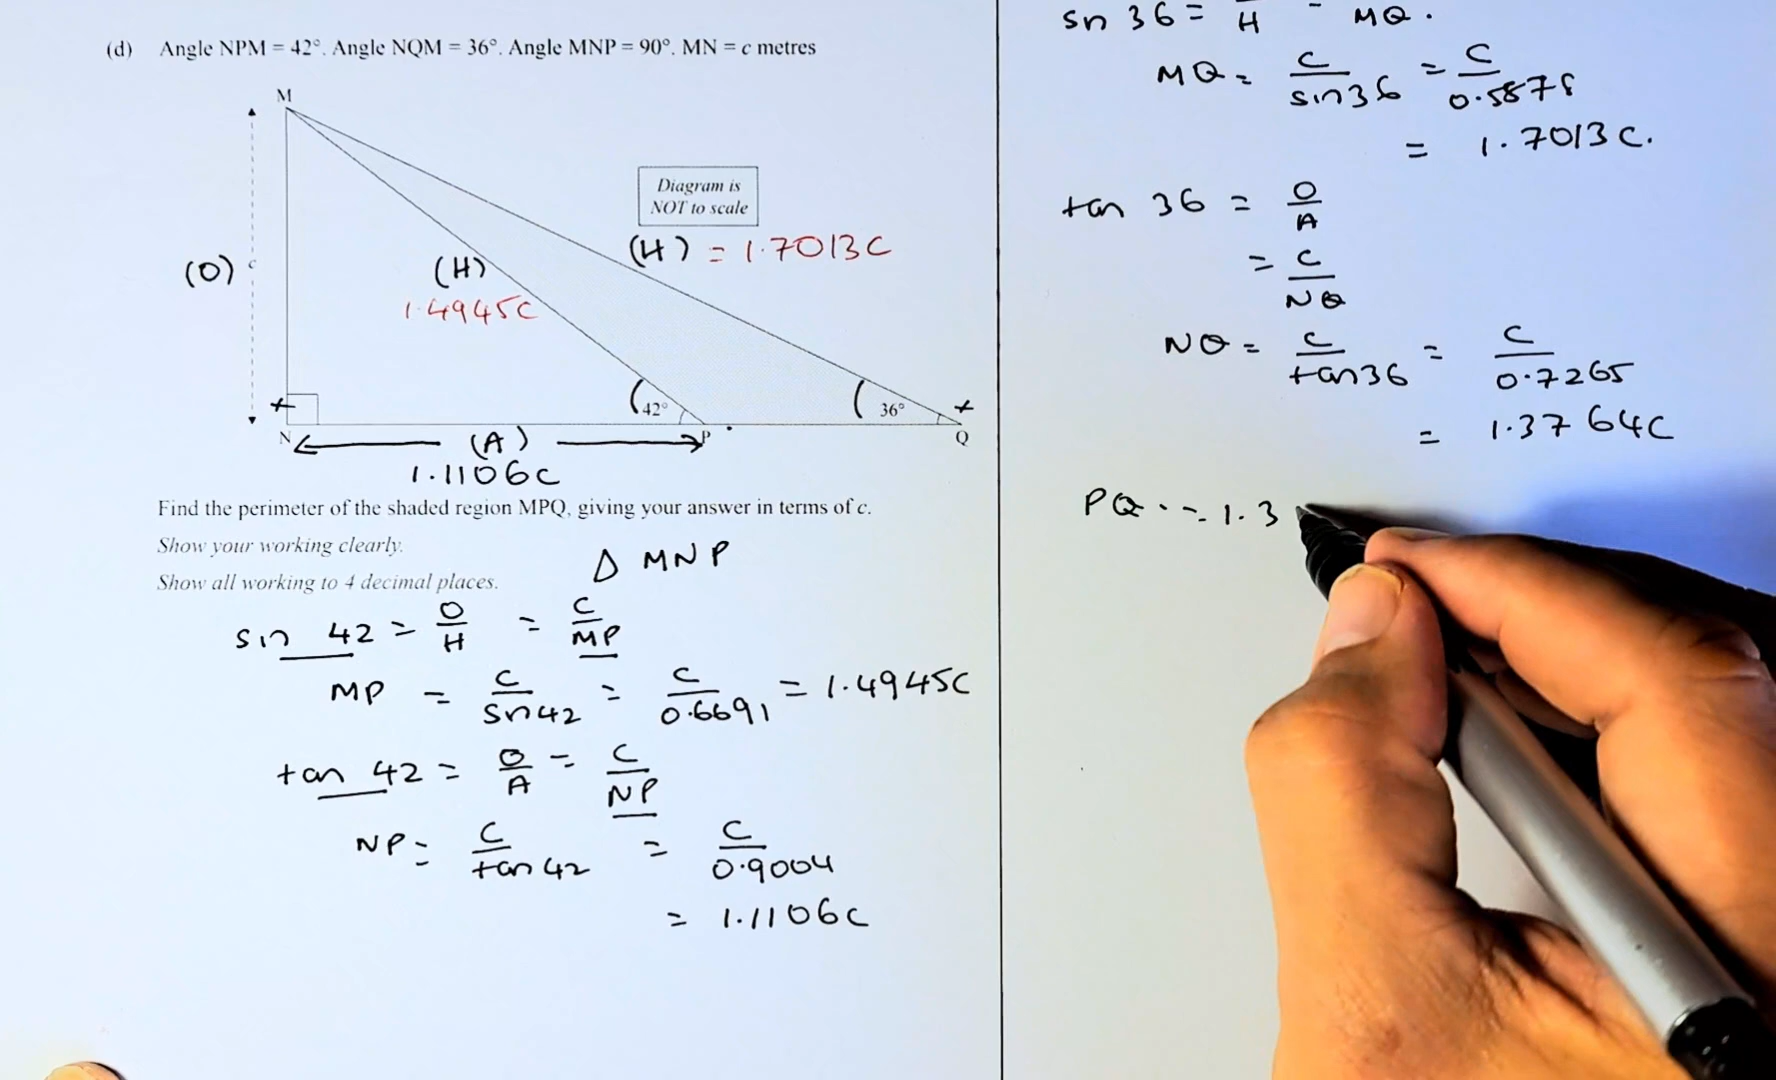 (d) Angle NPM = 42°. Angle NQM = 36°. Angle MNP = 90°. MN = c metres
M
Diagram is
NOT to scale
(H) = 1.7013c
(O)
c
(H)
1.4945c
42°
36°
N
P
Q
(A)
1.1106c
Find the perimeter of the shaded region MPQ, giving your answer in terms of c.
Show your working clearly.
Show all working to 4 decimal places.
Δ MNP
sin 42 = O/H = c/MP
MP = c/sin42 = c/0.6691 = 1.4945c
tan 42 = O/A = c/NP
NP = c/tan 42 = c/0.9004
= 1.1106c
sin 36 = /H = /MQ.
MQ = c/sin36 = c/0.5878
= 1.7013c.
tan 36 = O/A
= c/NQ
NQ = c/tan36 = c/0.7265
= 1.3764c
PQ = 1.3